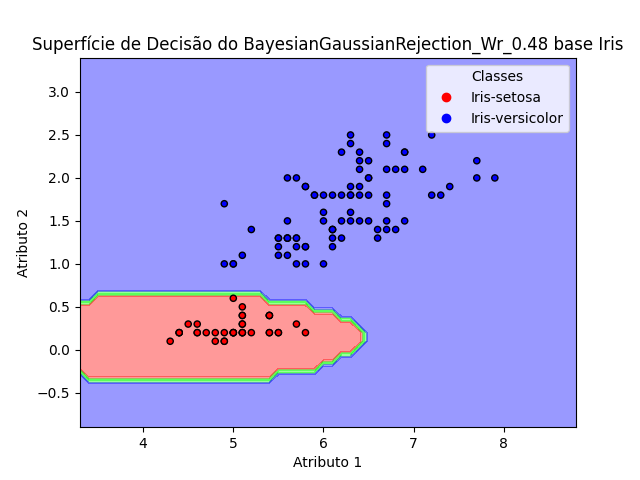 Superfície de Decisão do BayesianGaussianRejection_Wr_0.48 base Iris
Classes
Iris-setosa
Iris-versicolor
3.0
2.5
2.0
1.5
1.0
0.5
0.0
−0.5
Atributo 2
4 5 6 7 8
Atributo 1